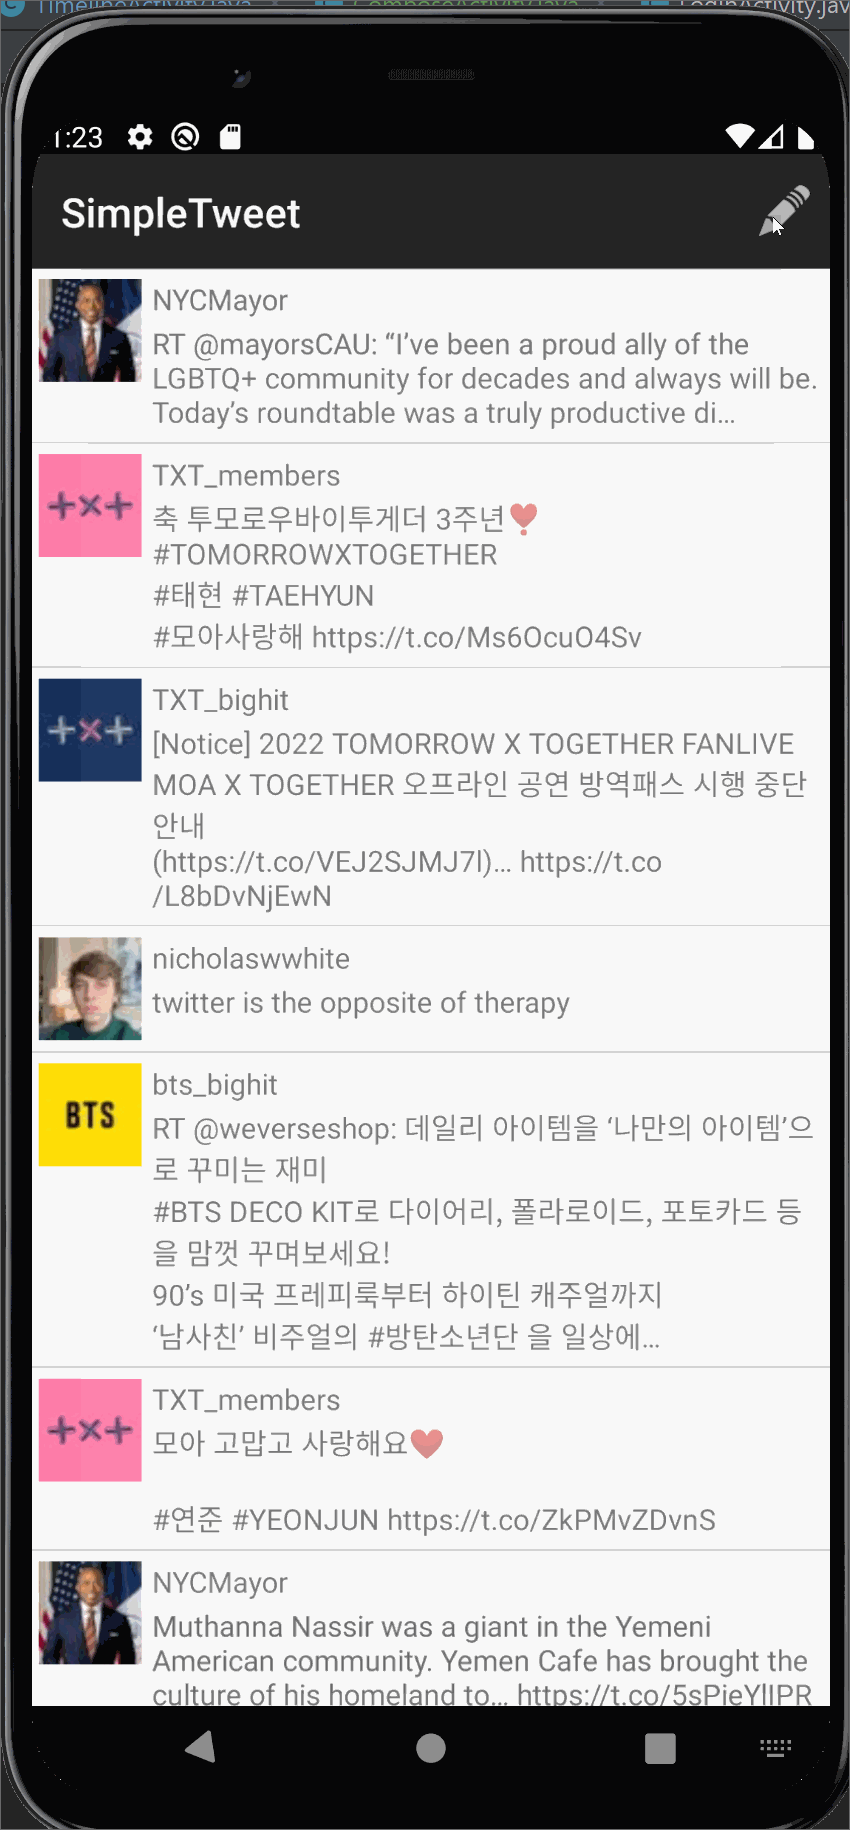 TimelineActivity.java
ComposeActivity.java
LoginActivity.jav
1:23
SimpleTweet
NYCMayor
RT @mayorsCAU: “I’ve been a proud ally of the
LGBTQ+ community for decades and always will be.
Today’s roundtable was a truly productive di…
TXT_members
축 투모로우바이투게더 3주년❣
#TOMORROWXTOGETHER
#태현 #TAEHYUN
#모아사랑해 https://t.co/Ms6OcuO4Sv
TXT_bighit
[Notice] 2022 TOMORROW X TOGETHER FANLIVE
MOA X TOGETHER 오프라인 공연 방역패스 시행 중단
안내
(https://t.co/VEJ2SJMJ7l)… https://t.co
/L8bDvNjEwN
nicholaswwhite
twitter is the opposite of therapy
BTS
bts_bighit
RT @weverseshop: 데일리 아이템을 ‘나만의 아이템’으
로 꾸미는 재미
#BTS DECO KIT로 다이어리, 폴라로이드, 포토카드 등
을 맘껏 꾸며보세요!
90’s 미국 프레피룩부터 하이틴 캐주얼까지
‘남사친’ 비주얼의 #방탄소년단 을 일상에…
TXT_members
모아 고맙고 사랑해요❤
#연준 #YEONJUN https://t.co/ZkPMvZDvnS
NYCMayor
Muthanna Nassir was a giant in the Yemeni
American community. Yemen Cafe has brought the
culture of his homeland to… https://t.co/5sPieYlIPR